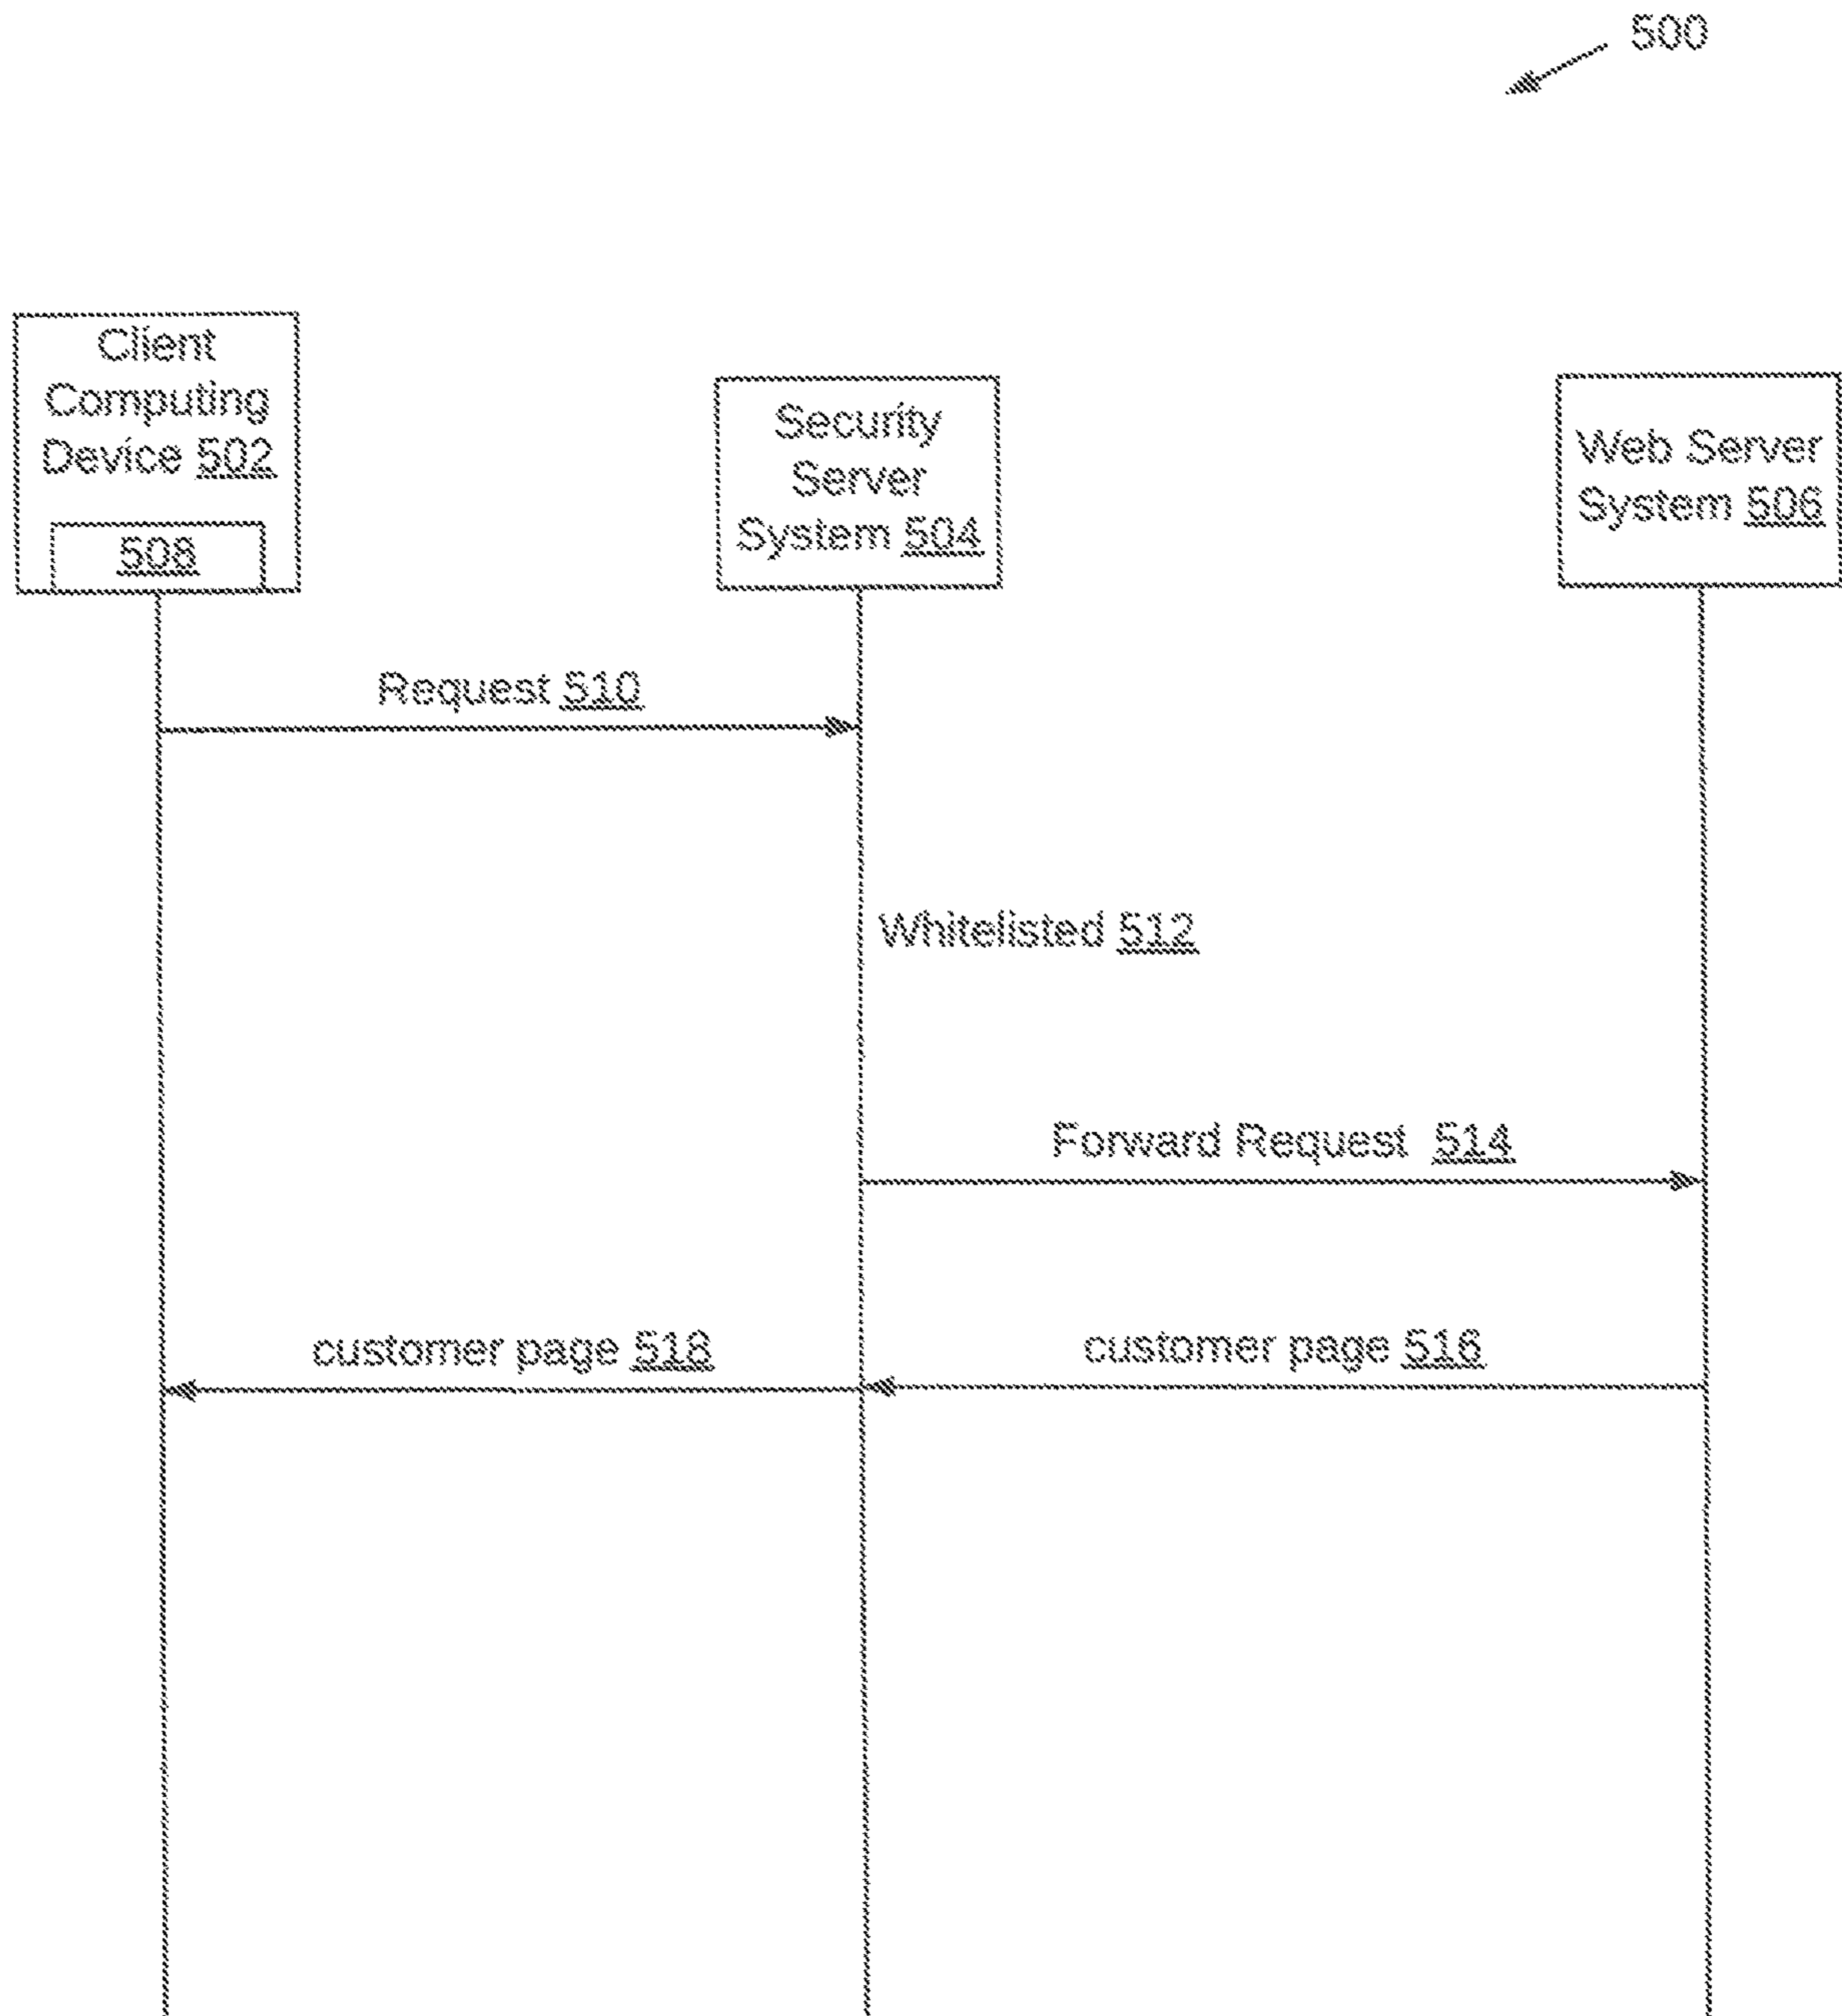 500
Client
Computing
Device 502
508
Security
Server
System 504
Web Server
System 506
Request 510
Whitelisted 512
Forward Request 514
customer page 518
customer page 516